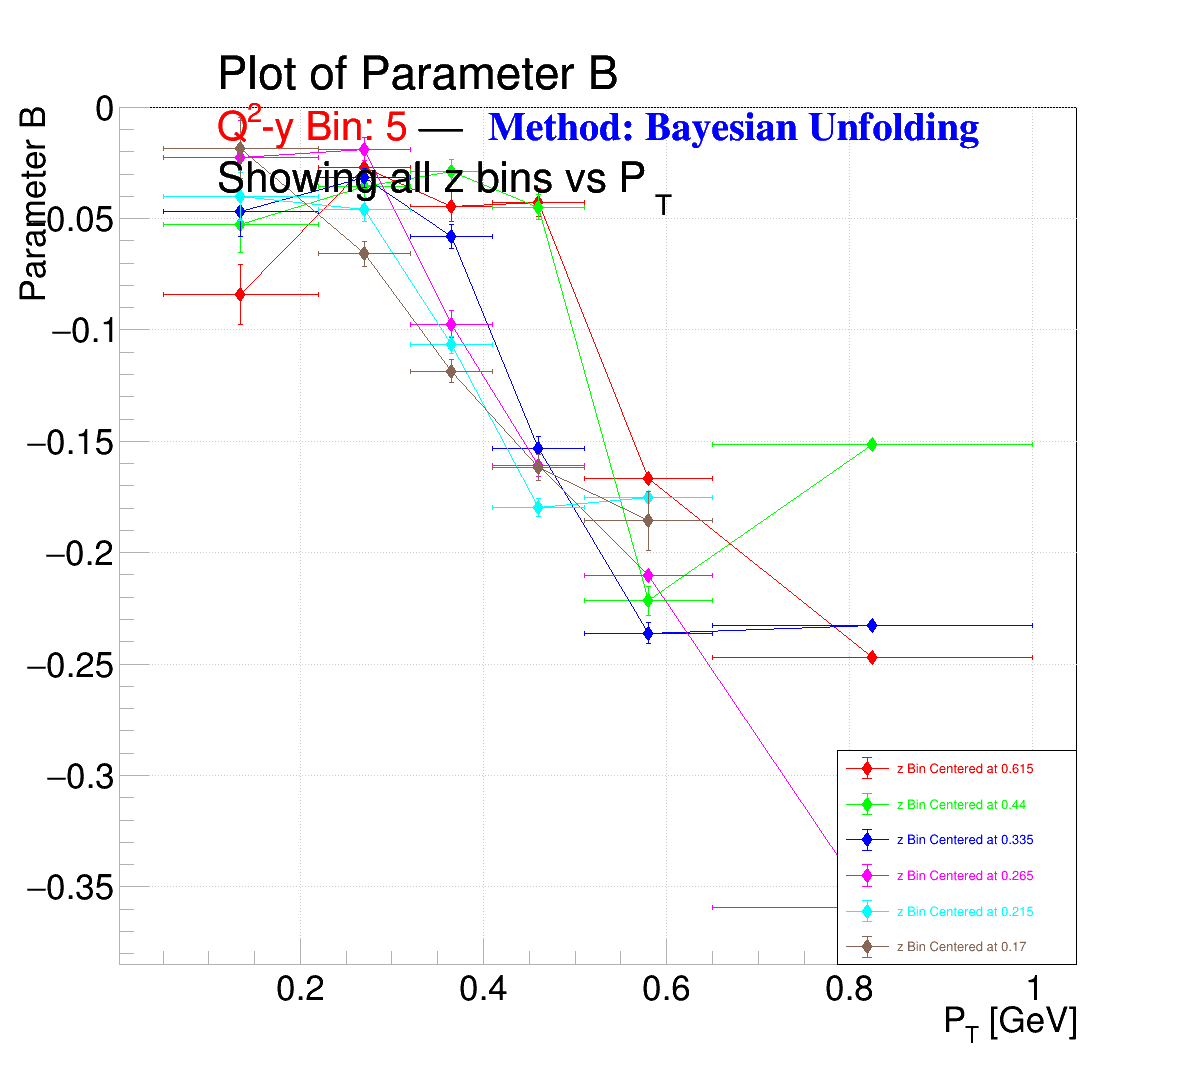 Plot of Parameter B
Q²-y Bin: 5 — Method: Bayesian Unfolding
Showing all z bins vs P T
Parameter B
0
−0.05
−0.1
−0.15
−0.2
−0.25
−0.3
−0.35
z Bin Centered at 0.615
z Bin Centered at 0.44
z Bin Centered at 0.335
z Bin Centered at 0.265
z Bin Centered at 0.215
z Bin Centered at 0.17
0.2 0.4 0.6 0.8 1
P_T [GeV]